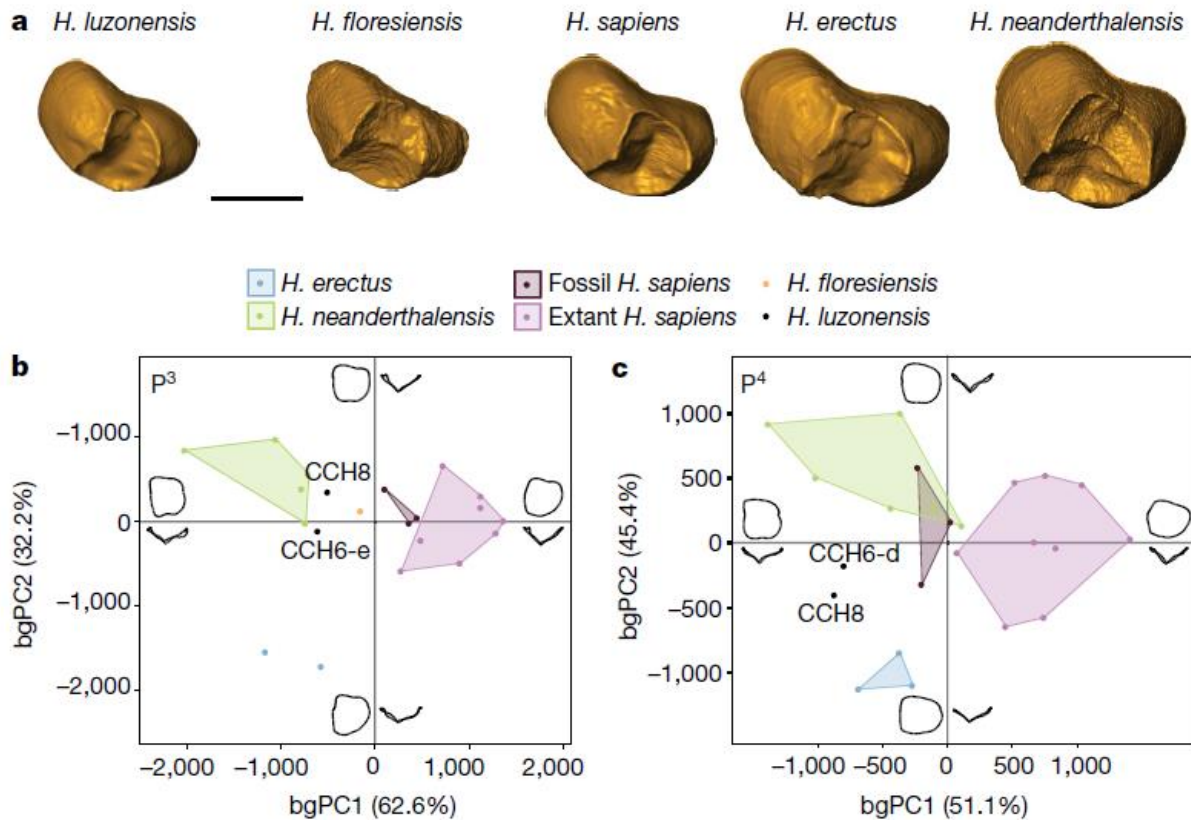 a H. luzonensis H. floresiensis H. sapiens H. erectus H. neanderthalensis
H. erectus Fossil H. sapiens H. floresiensis
H. neanderthalensis Extant H. sapiens H. luzonensis
b
P³
–1,000
0
–1,000
–2,000
bgPC2 (32.2%)
CCH8
CCH6-e
–2,000 –1,000 0 1,000 2,000
bgPC1 (62.6%)
c
P⁴
1,000
500
0
–500
–1,000
bgPC2 (45.4%)
CCH6-d
CCH8
–1,000 –500 0 500 1,000
bgPC1 (51.1%)